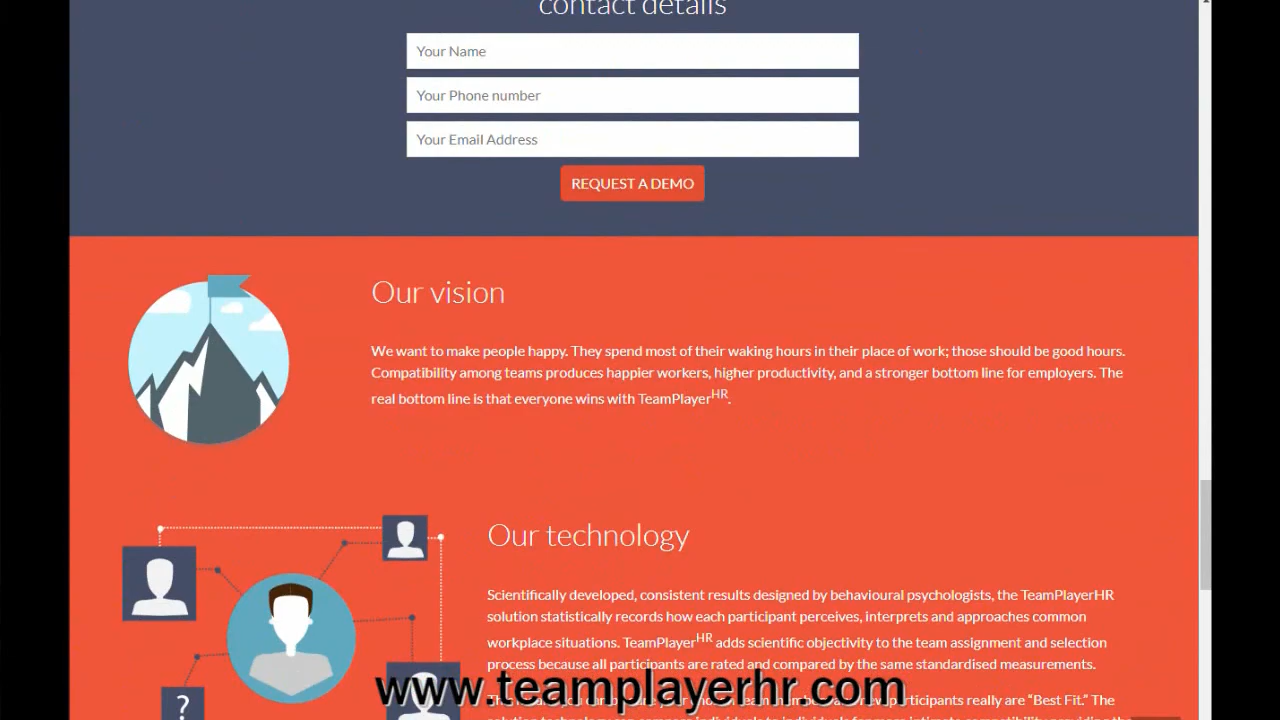 contact details
Your Name
Your Phone number
Your Email Address
REQUEST A DEMO
Our vision
We want to make people happy. They spend most of their waking hours in their place of work; those should be good hours.
Compatibility among teams produces happier workers, higher productivity, and a stronger bottom line for employers. The
real bottom line is that everyone wins with TeamPlayerHR.
Our technology
Scientifically developed, consistent results designed by behavioural psychologists, the TeamPlayerHR
solution statistically records how each participant perceives, interprets and approaches common
workplace situations. TeamPlayerHR adds scientific objectivity to the team assignment and selection
process because all participants are rated and compared by the same standardised measurements.
?
participants really are “Best Fit.” The
www.teamplayerhr.com